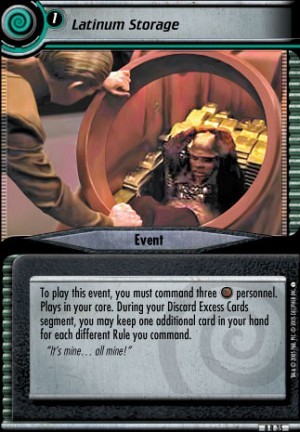 1
Latinum Storage
Event
To play this event, you must command three personnel.
Plays in your core. During your Discard Excess Cards
segment, you may keep one additional card in your hand
for each different Rule you command.
"It's mine... all mine!"
8 R 25